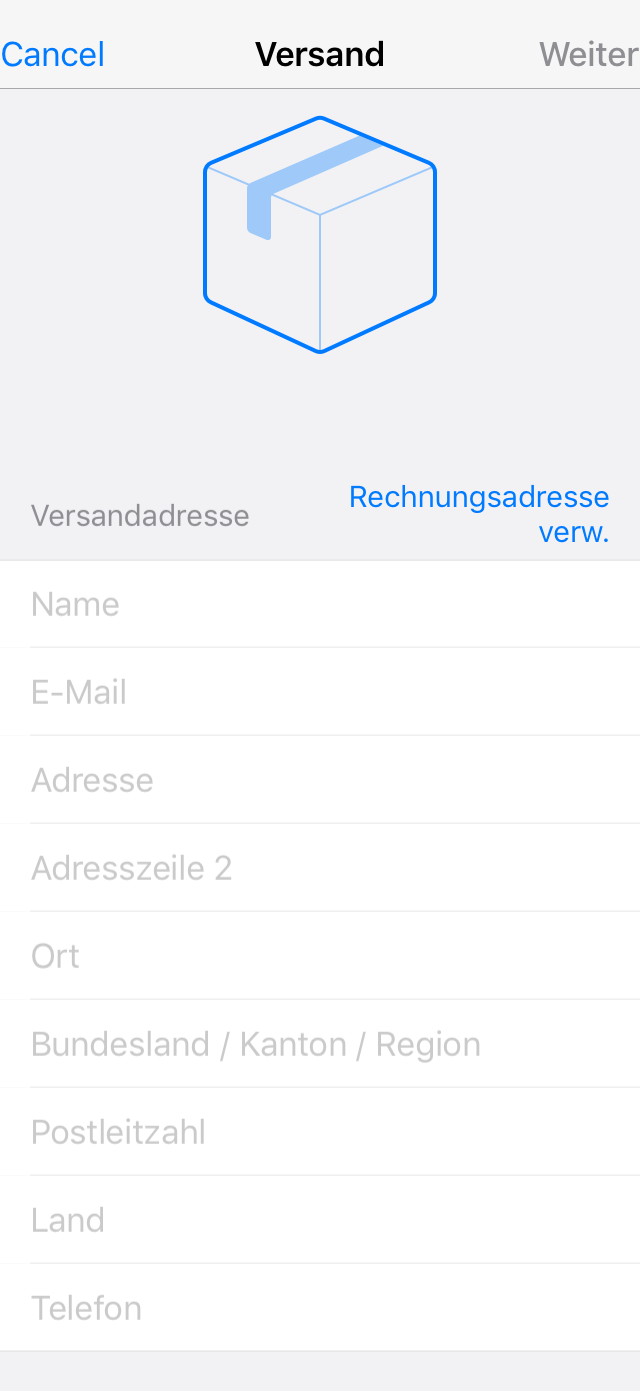 Cancel
Versand
Weiter
Versandadresse
Rechnungsadresse
verw.
Name
E-Mail
Adresse
Adresszeile 2
Ort
Bundesland / Kanton / Region
Postleitzahl
Land
Telefon